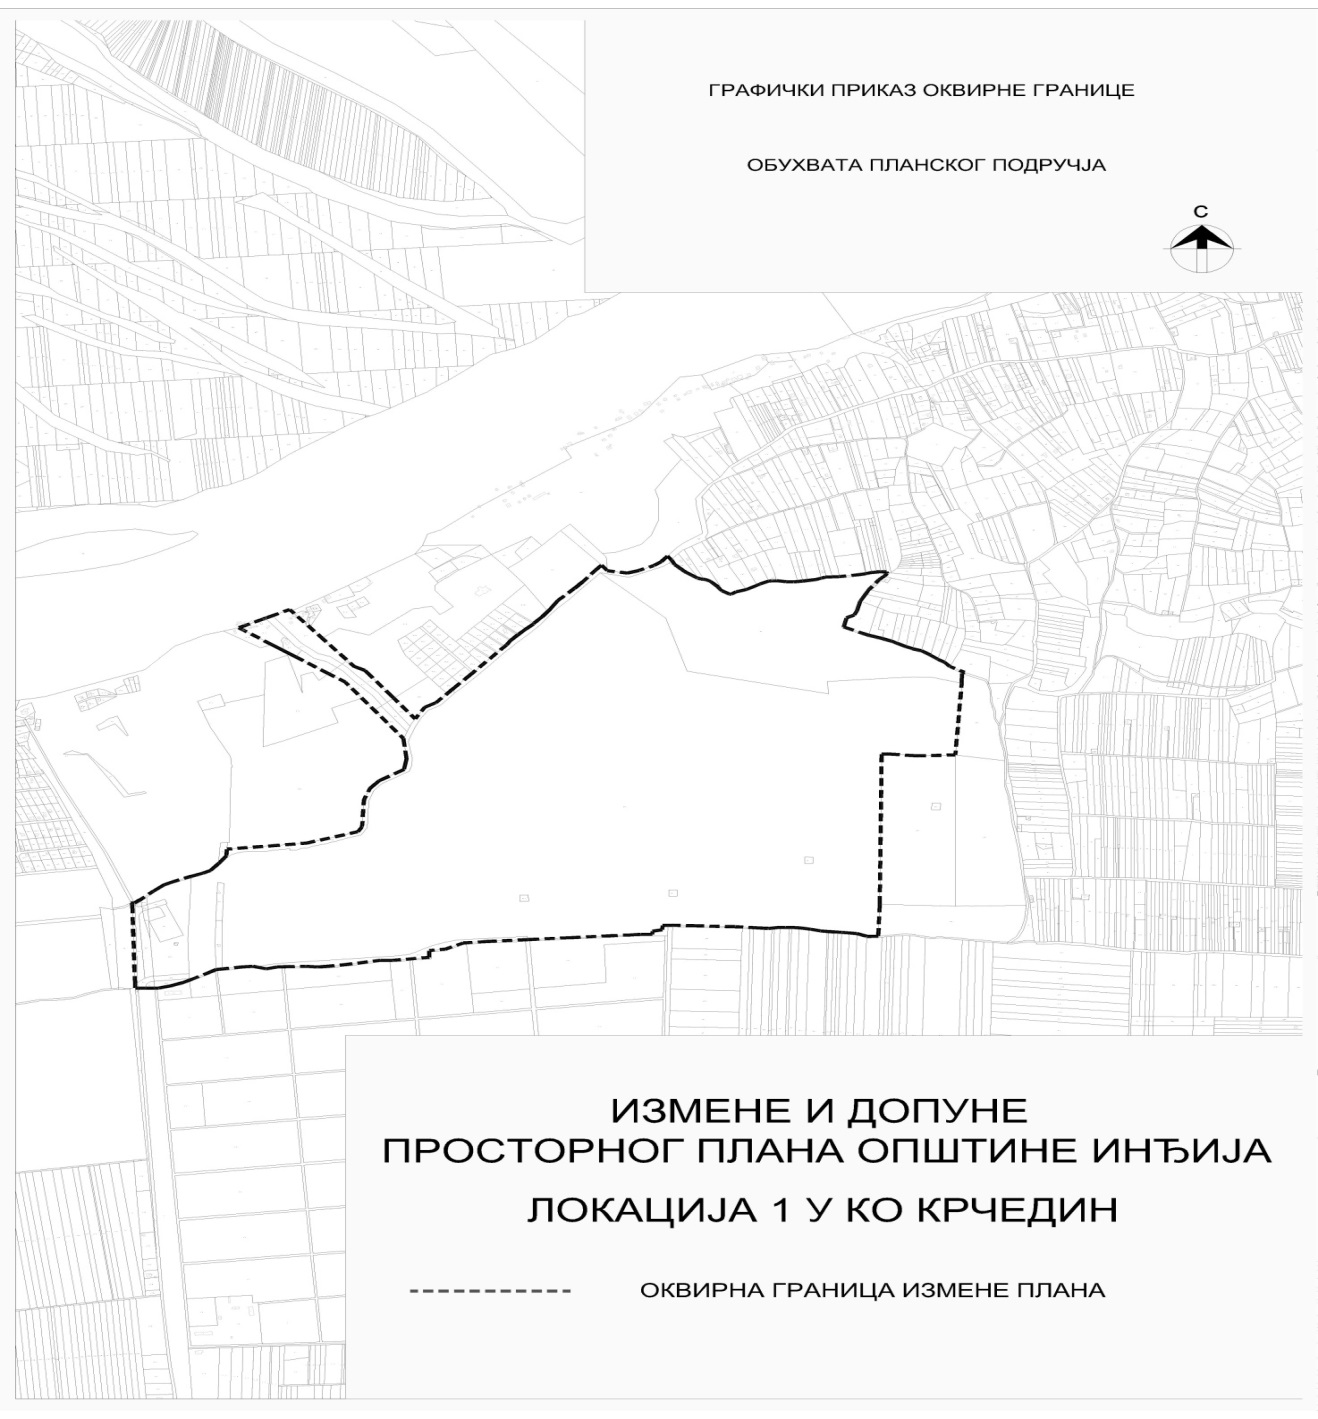 ГРАФИЧКИ ПРИКАЗ ОКВИРНЕ ГРАНИЦЕ
ОБУХВАТА ПЛАНСКОГ ПОДРУЧЈА
С
ИЗМЕНЕ И ДОПУНЕ
ПРОСТОРНОГ ПЛАНА ОПШТИНЕ ИНЂИЈА
ЛОКАЦИЈА 1 У КО КРЧЕДИН
ОКВИРНА ГРАНИЦА ИЗМЕНЕ ПЛАНА